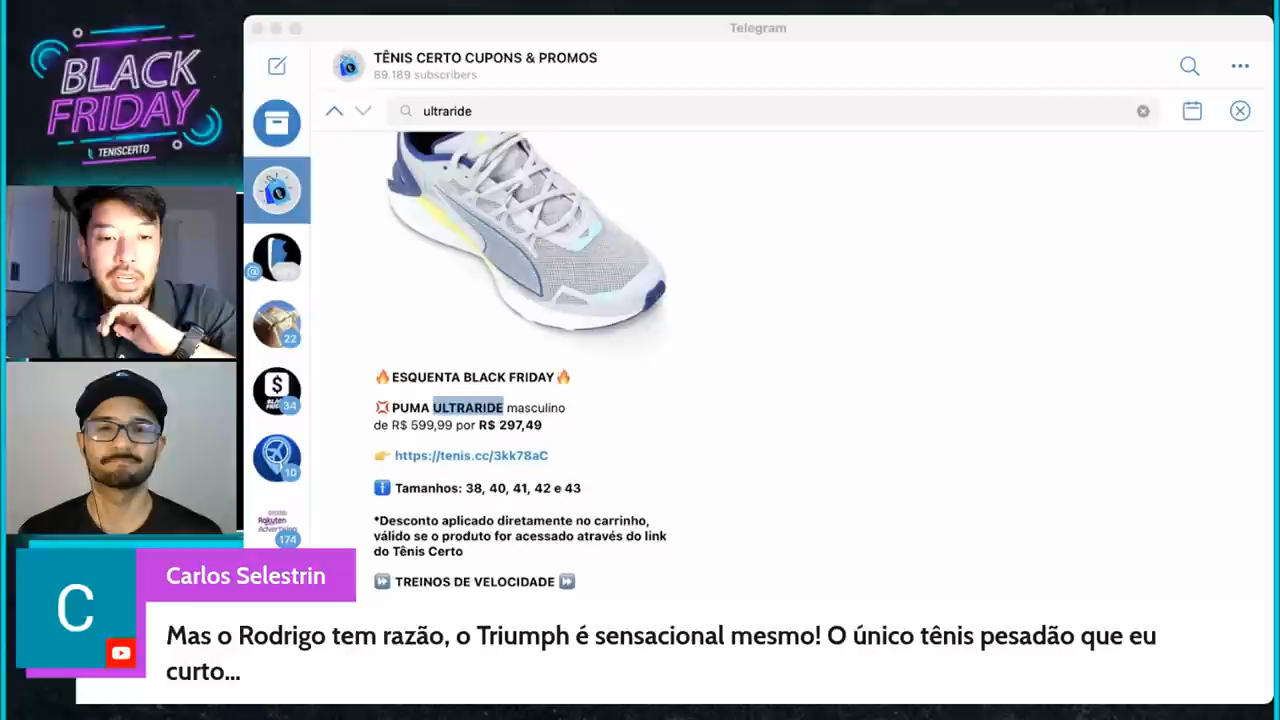 BLACK
FRIDAY
TENISCERTO
Telegram
TÊNIS CERTO CUPONS & PROMOS
89.189 subscribers
ultraride
🔥ESQUENTA BLACK FRIDAY🔥
💢 PUMA ULTRARIDE masculino
de R$ 599,99 por R$ 297,49
👉 https://tenis.cc/3kk78aC
Tamanhos: 38, 40, 41, 42 e 43
*Desconto aplicado diretamente no carrinho,
válido se o produto for acessado através do link
do Tênis Certo
⏩ TREINOS DE VELOCIDADE ⏩
@
22
$
BLACK
34
10
Rakuten
Advertising
174
C
Carlos Selestrin
Mas o Rodrigo tem razão, o Triumph é sensacional mesmo! O único tênis pesadão que eu
curto...